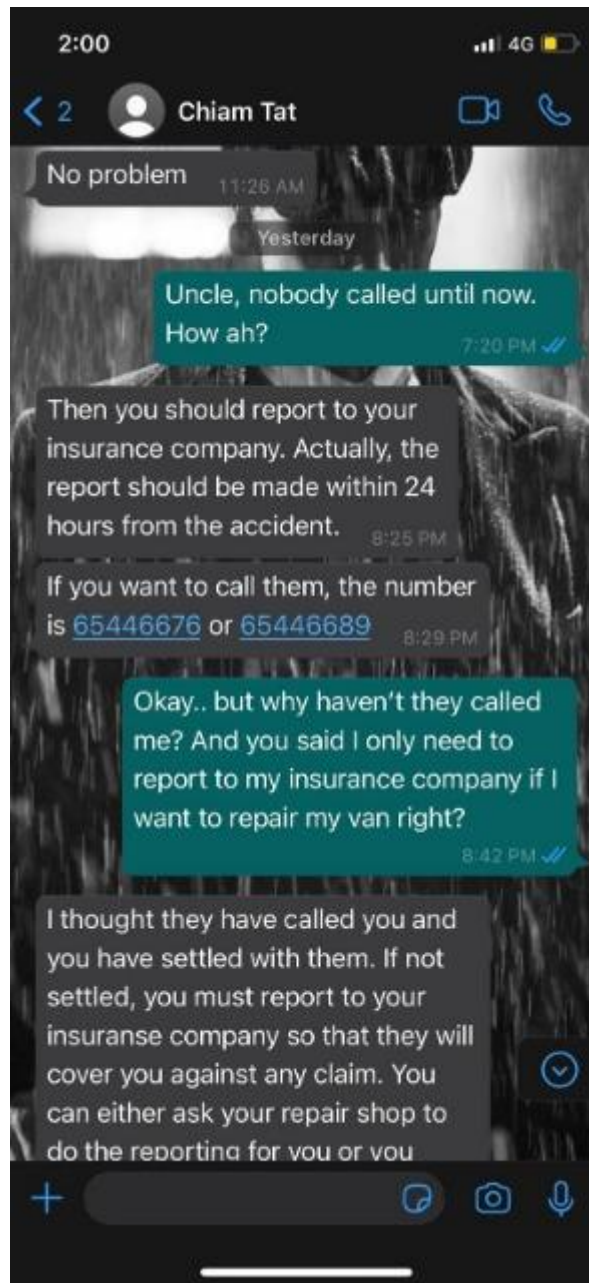 2:00
4G
2
Chiam Tat
No problem
11:26 AM
Yesterday
Uncle, nobody called until now.
How ah?
7:20 PM
Then you should report to your
insurance company. Actually, the
report should be made within 24
hours from the accident.
8:25 PM
If you want to call them, the number
is 65446676 or 65446689
8:29 PM
Okay.. but why haven't they called
me? And you said I only need to
report to my insurance company if I
want to repair my van right?
8:42 PM
I thought they have called you and
you have settled with them. If not
settled, you must report to your
insuranse company so that they will
cover you against any claim. You
can either ask your repair shop to
do the reporting for you or you